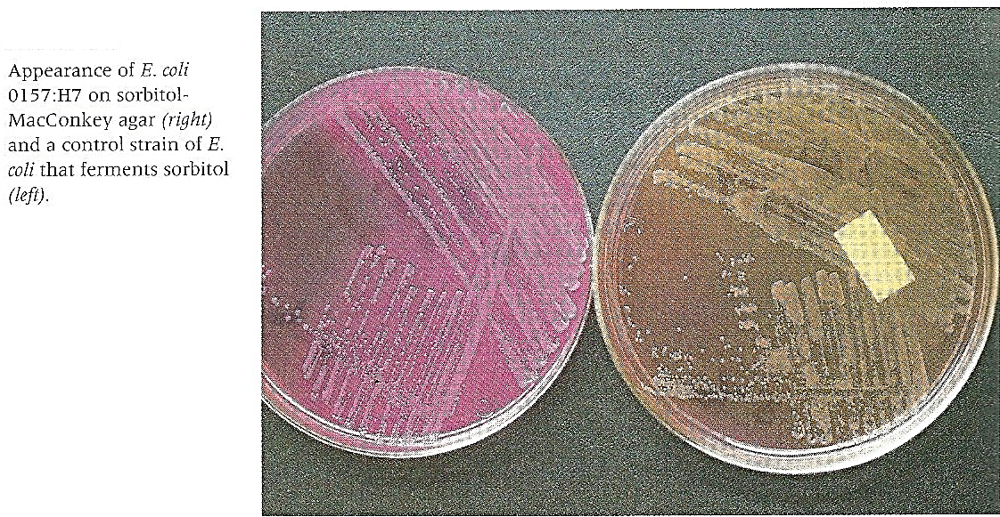 Appearance of E. coli
0157:H7 on sorbitol-
MacConkey agar (right)
and a control strain of E.
coli that ferments sorbitol
(left).